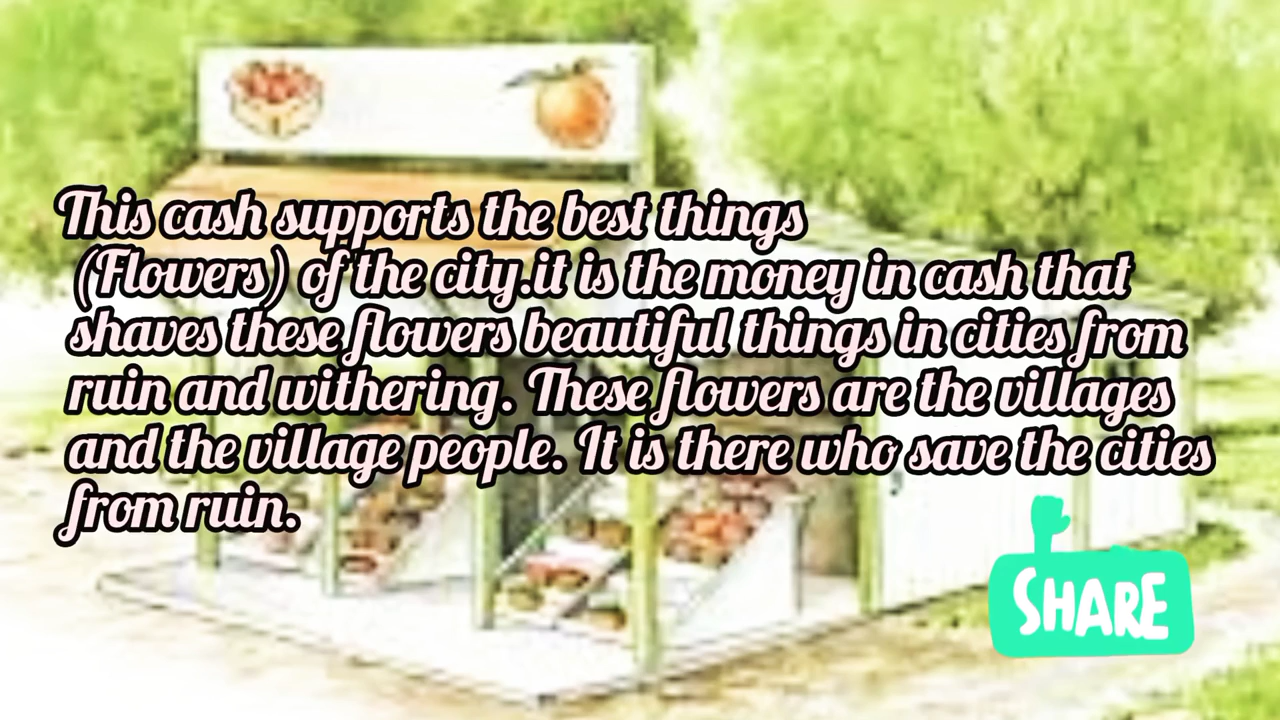 This cash supports the best things
(Flowers) of the city.it is the money in cash that
shaves these flowers beautiful things in cities from
ruin and withering. These flowers are the villages
and the village people. It is there who save the cities
from ruin.
SHARE